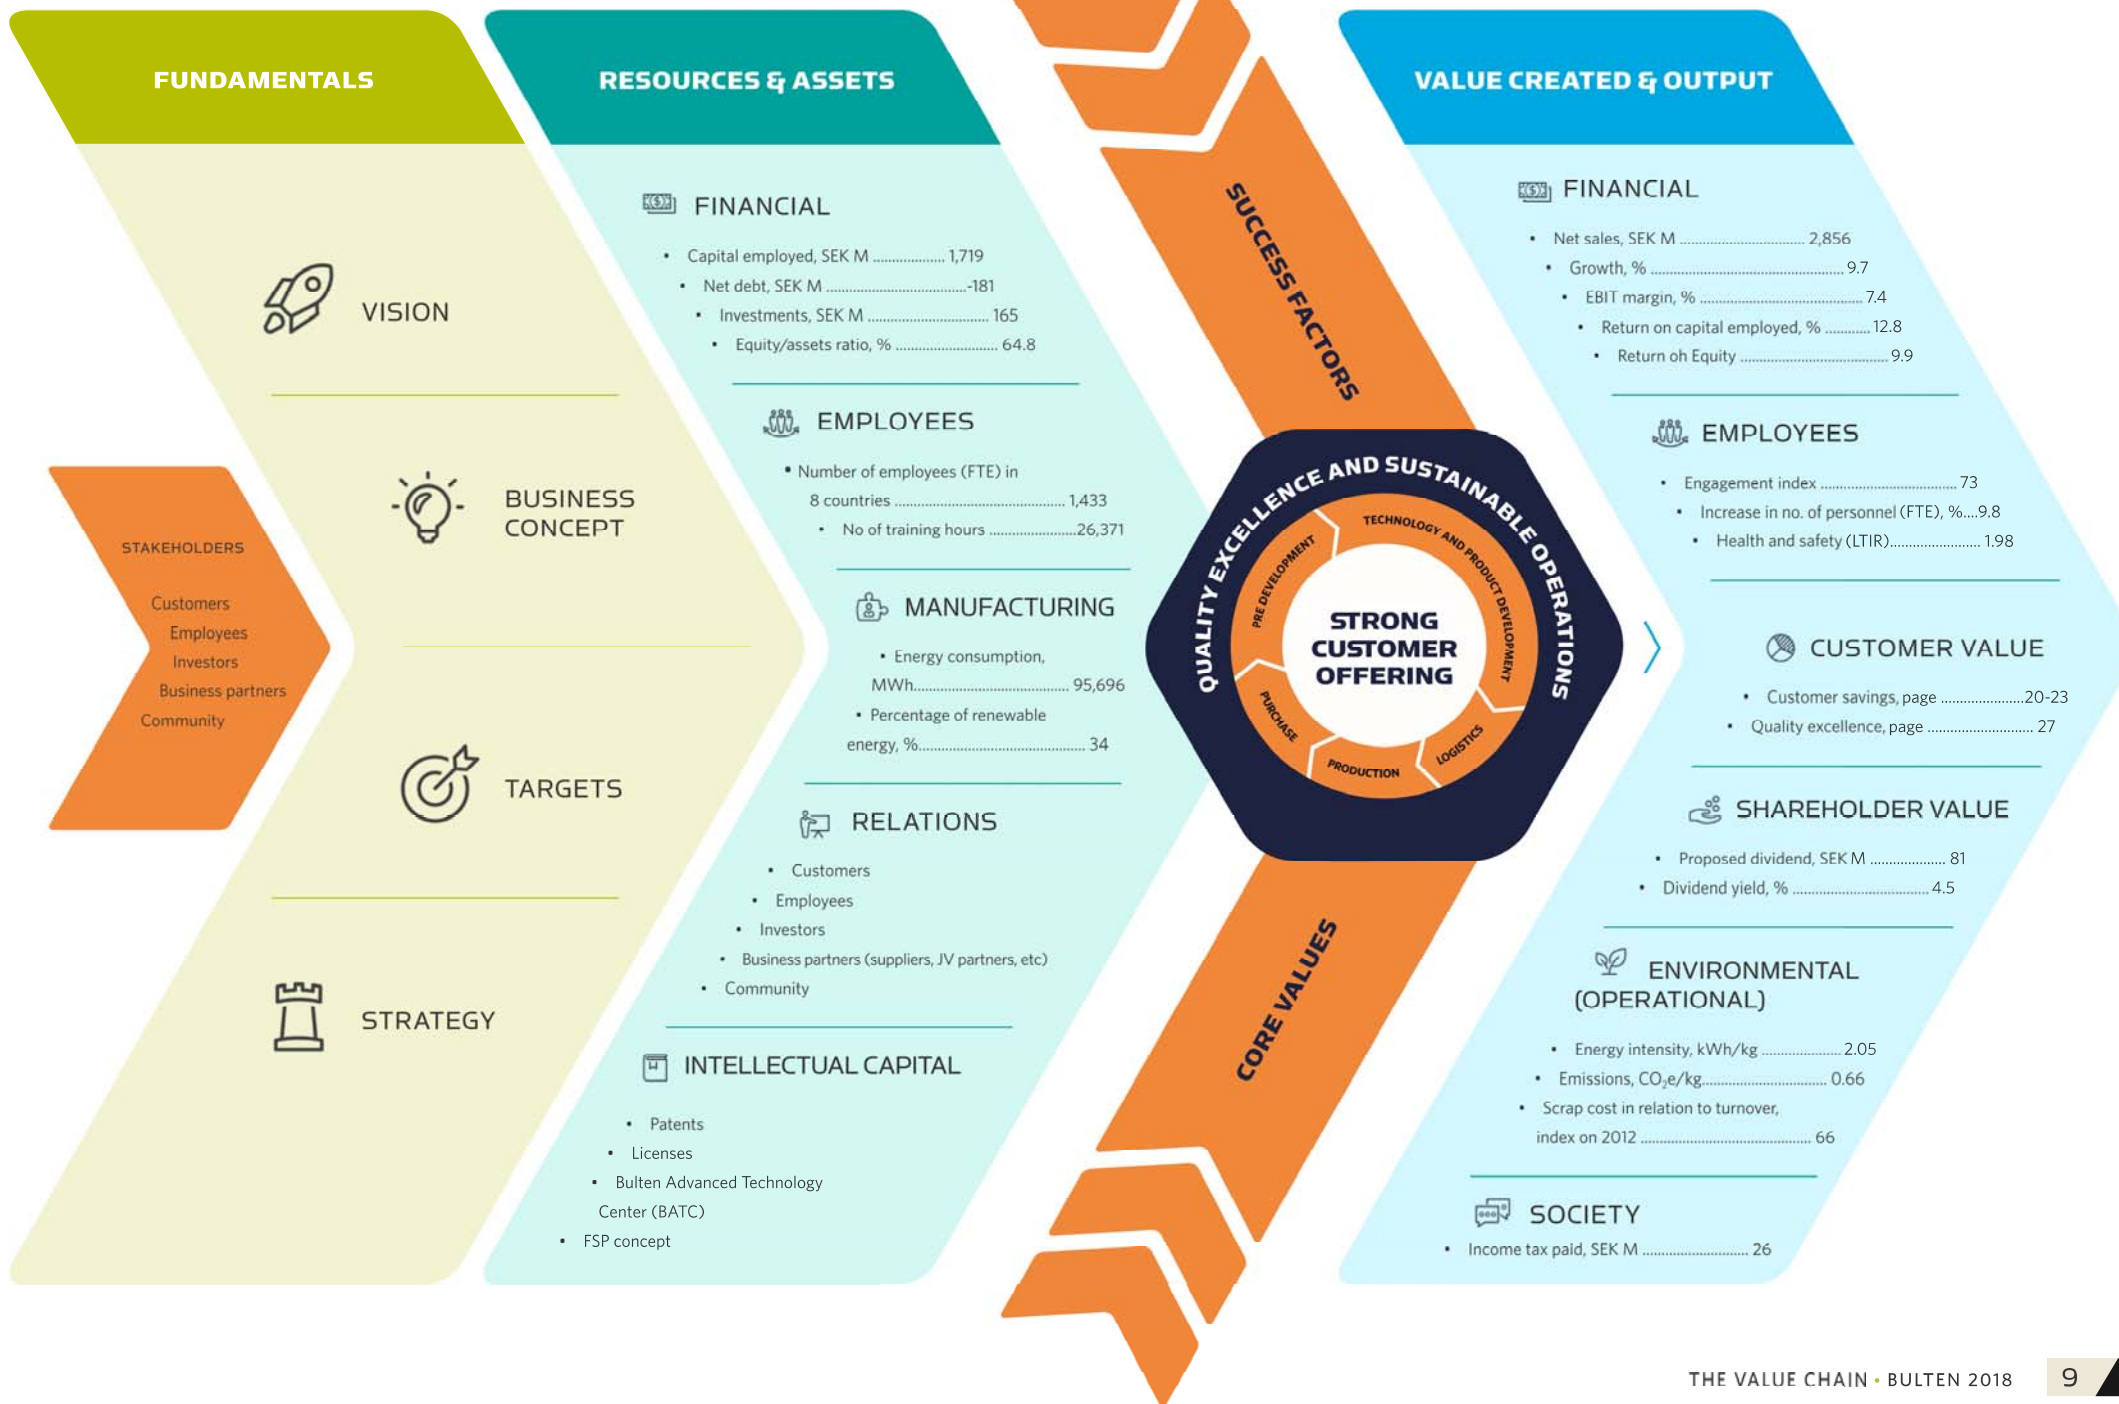 FUNDAMENTALS
VISION
BUSINESS
CONCEPT
TARGETS
STRATEGY
STAKEHOLDERS
Customers
Employees
Investors
Business partners
Community
RESOURCES & ASSETS
FINANCIAL
• Capital employed, SEK M ................... 1,719
• Net debt, SEK M .....................................-181
• Investments, SEK M ................................ 165
• Equity/assets ratio, % ........................... 64.8
EMPLOYEES
• Number of employees (FTE) in
8 countries ............................................. 1,433
• No of training hours .......................26,371
MANUFACTURING
• Energy consumption,
MWh......................................... 95,696
• Percentage of renewable
energy, %............................................ 34
RELATIONS
• Customers
• Employees
• Investors
• Business partners (suppliers, JV partners, etc)
• Community
INTELLECTUAL CAPITAL
• Patents
• Licenses
• Bulten Advanced Technology
Center (BATC)
• FSP concept
SUCCESS FACTORS
QUALITY EXCELLENCE AND SUSTAINABLE OPERATIONS
PRE DEVELOPMENT
TECHNOLOGY AND PRODUCT DEVELOPMENT
LOGISTICS
PRODUCTION
PURCHASE
STRONG
CUSTOMER
OFFERING
CORE VALUES
VALUE CREATED & OUTPUT
FINANCIAL
• Net sales, SEK M ................................. 2,856
• Growth, % ................................................... 9.7
• EBIT margin, % ........................................... 7.4
• Return on capital employed, % ............ 12.8
• Return oh Equity ....................................... 9.9
EMPLOYEES
• Engagement index .................................... 73
• Increase in no. of personnel (FTE), %....9.8
• Health and safety (LTIR)........................ 1.98
CUSTOMER VALUE
• Customer savings, page ......................20-23
• Quality excellence, page ............................ 27
SHAREHOLDER VALUE
• Proposed dividend, SEK M .................... 81
• Dividend yield, % .................................... 4.5
ENVIRONMENTAL
(OPERATIONAL)
• Energy intensity, kWh/kg ..................... 2.05
• Emissions, CO₂e/kg................................. 0.66
• Scrap cost in relation to turnover,
index on 2012 ............................................. 66
SOCIETY
• Income tax paid, SEK M ............................ 26
THE VALUE CHAIN • BULTEN 2018 9